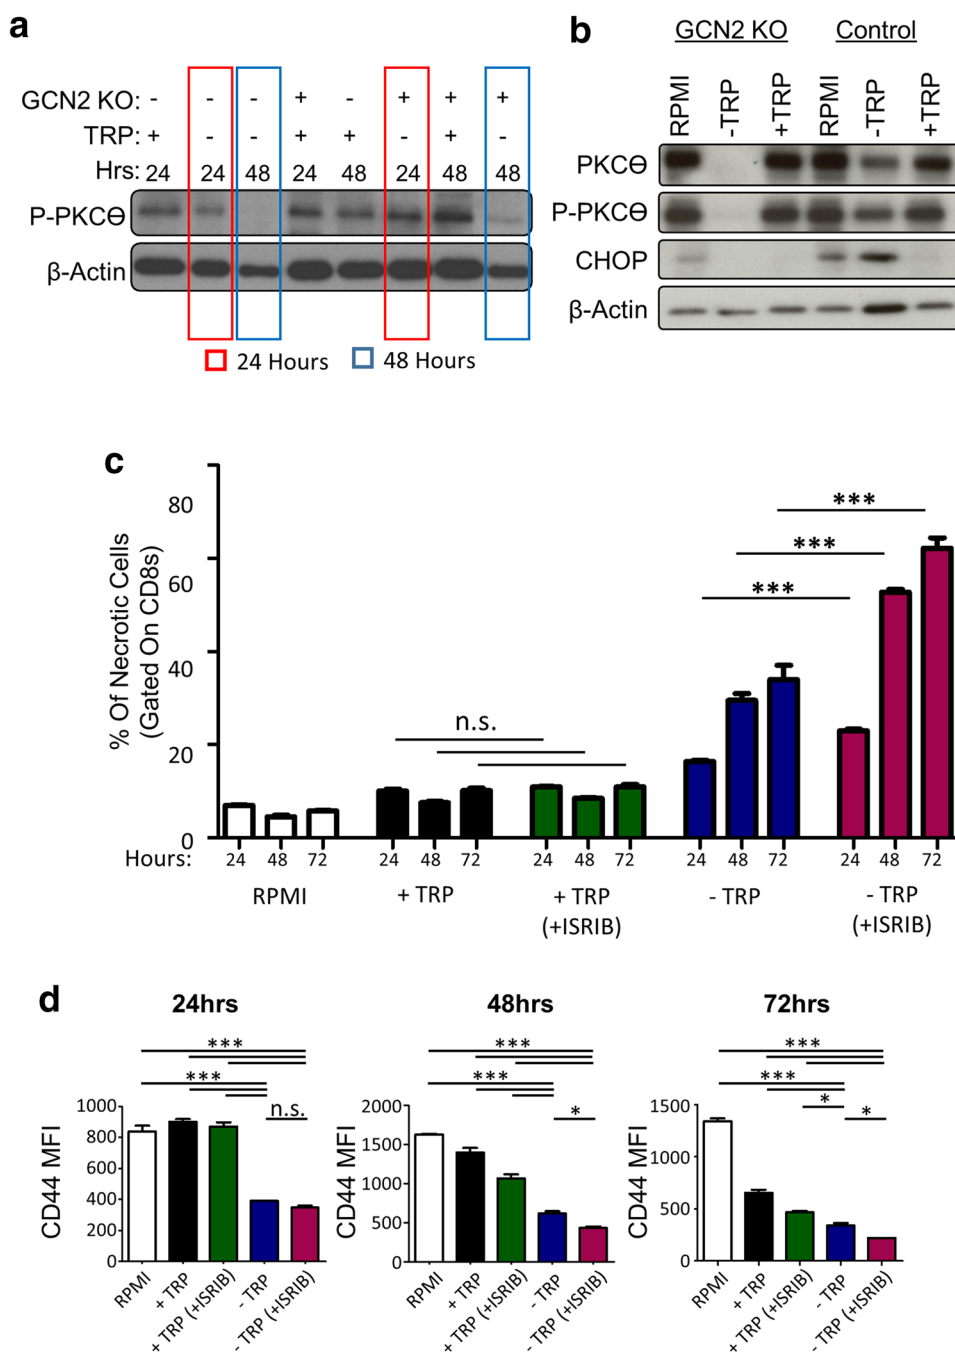 a
GCN2 KO: - - - + - + + +
TRP: + - - + + - + -
Hrs: 24 24 48 24 48 24 48 48
P-PKCϴ
β-Actin
24 Hours 48 Hours
b
GCN2 KO Control
RPMI -TRP +TRP RPMI -TRP +TRP
PKCϴ
P-PKCϴ
CHOP
β-Actin
c
% Of Necrotic Cells
(Gated On CD8s)
80
60
40
20
0
***
***
***
n.s.
Hours: 24 48 72 24 48 72 24 48 72 24 48 72 24 48 72
RPMI + TRP + TRP (+ISRIB) - TRP - TRP (+ISRIB)
d
24hrs
***
***
n.s.
CD44 MFI
1000
800
600
400
200
0
RPMI
+ TRP
+ TRP (+ISRIB)
- TRP
- TRP (+ISRIB)
48hrs
***
***
*
CD44 MFI
2000
1500
1000
500
0
RPMI
+ TRP
+ TRP (+ISRIB)
- TRP
- TRP (+ISRIB)
72hrs
***
***
* *
CD44 MFI
1500
1000
500
0
RPMI
+ TRP
+ TRP (+ISRIB)
- TRP
- TRP (+ISRIB)